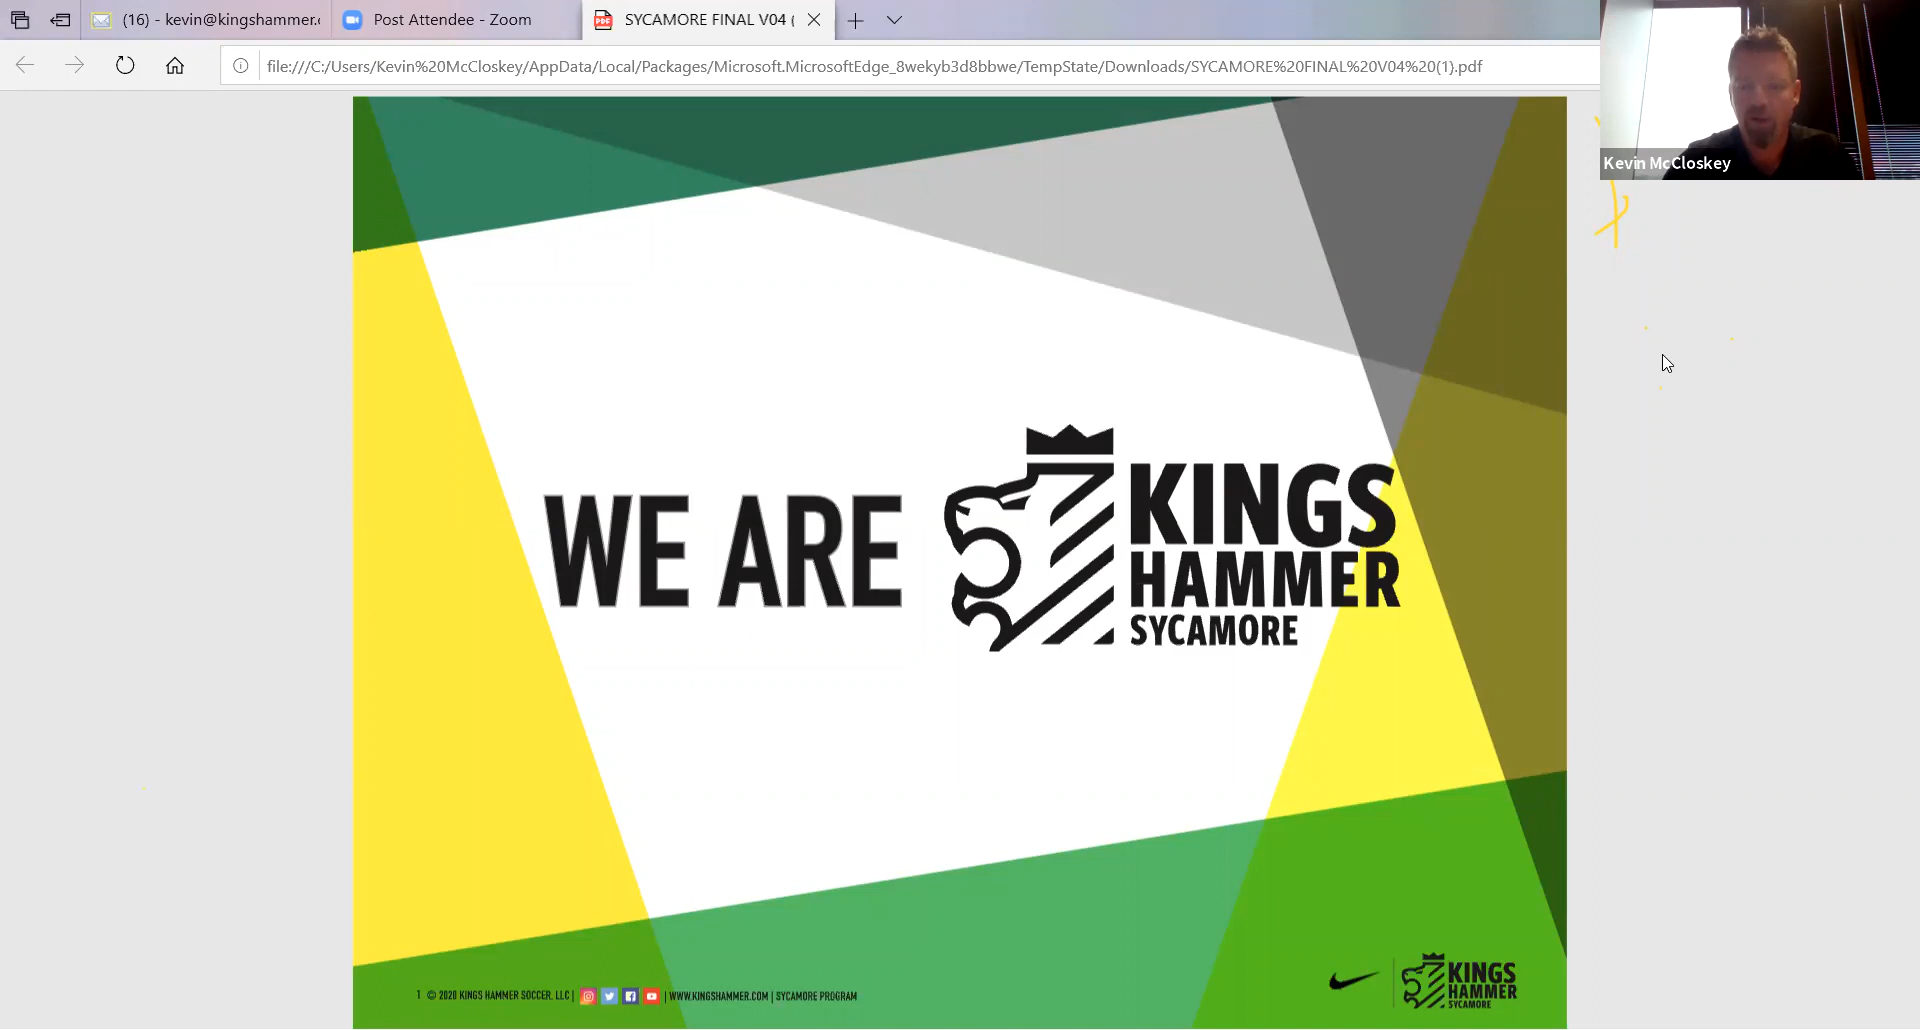 (16) - kevin@kingshammer.c
Post Attendee - Zoom
SYCAMORE FINAL V04 (
file:///C:/Users/Kevin%20McCloskey/AppData/Local/Packages/Microsoft.MicrosoftEdge_8wekyb3d8bbwe/TempState/Downloads/SYCAMORE%20FINAL%20V04%20(1).pdf
Kevin McCloskey
WE ARE
KINGS
HAMMER
SYCAMORE
1 © 2020 KINGS HAMMER SOCCER, LLC | | WWW.KINGSHAMMER.COM | SYCAMORE PROGRAM
KINGS
HAMMER
SYCAMORE